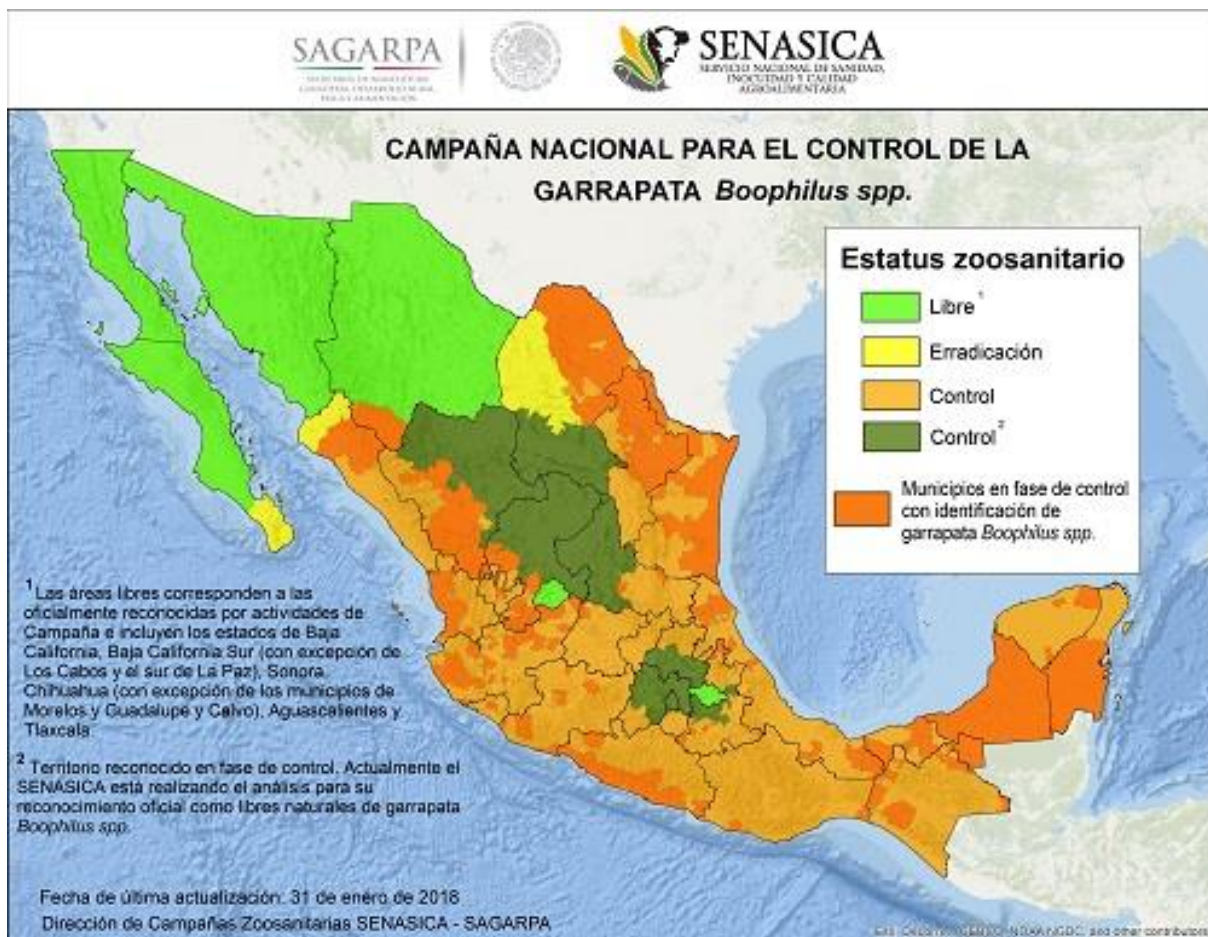 SAGARPA
SENASICA
SERVICIO NACIONAL DE SANIDAD,
INOCUIDAD Y CALIDAD
AGROALIMENTARIA
CAMPAÑA NACIONAL PARA EL CONTROL DE LA
GARRAPATA Boophilus spp.
Estatus zoosanitario
Libre 1
Erradicación
Control
Control 2
Municipios en fase de control
con identificación de
garrapata Boophilus spp.
1 Las áreas libres corresponden a las
oficialmente reconocidas por actividades de
Campaña e incluyen los estados de Baja
California, Baja California Sur (con excepción de
Los Cabos y el sur de La Paz), Sonora,
Chihuahua (con excepción de los municipios de
Morelos y Guadalupe y Calvo), Aguascalientes y
Tlaxcala
2 Territorio reconocido en fase de control. Actualmente el
SENASICA está realizando el análisis para su
reconocimiento oficial como libres naturales de garrapata
Boophilus spp.
Fecha de última actualización: 31 de enero de 2018
Dirección de Campañas Zoosanitarias SENASICA - SAGARPA
and other contributors